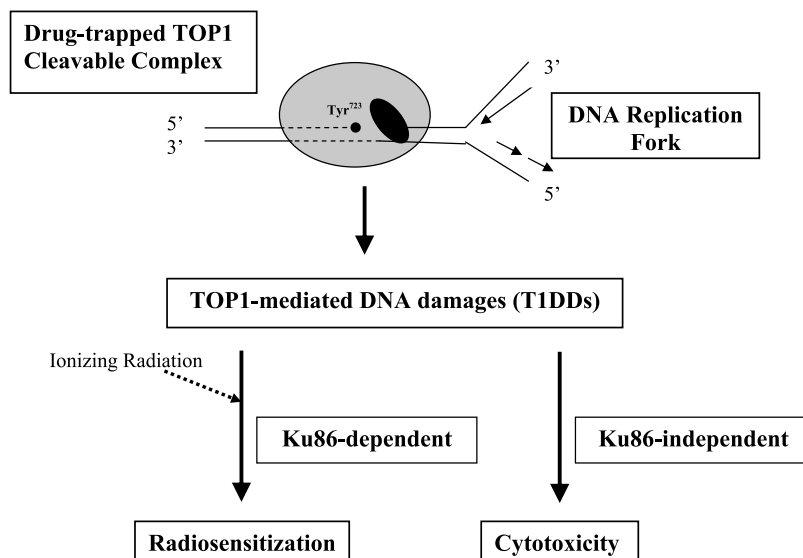 Drug-trapped TOP1
Cleavable Complex
Tyr723
3’
5’
3’
DNA Replication
Fork
5’
TOP1-mediated DNA damages (T1DDs)
Ionizing Radiation
Ku86-dependent
Ku86-independent
Radiosensitization
Cytotoxicity